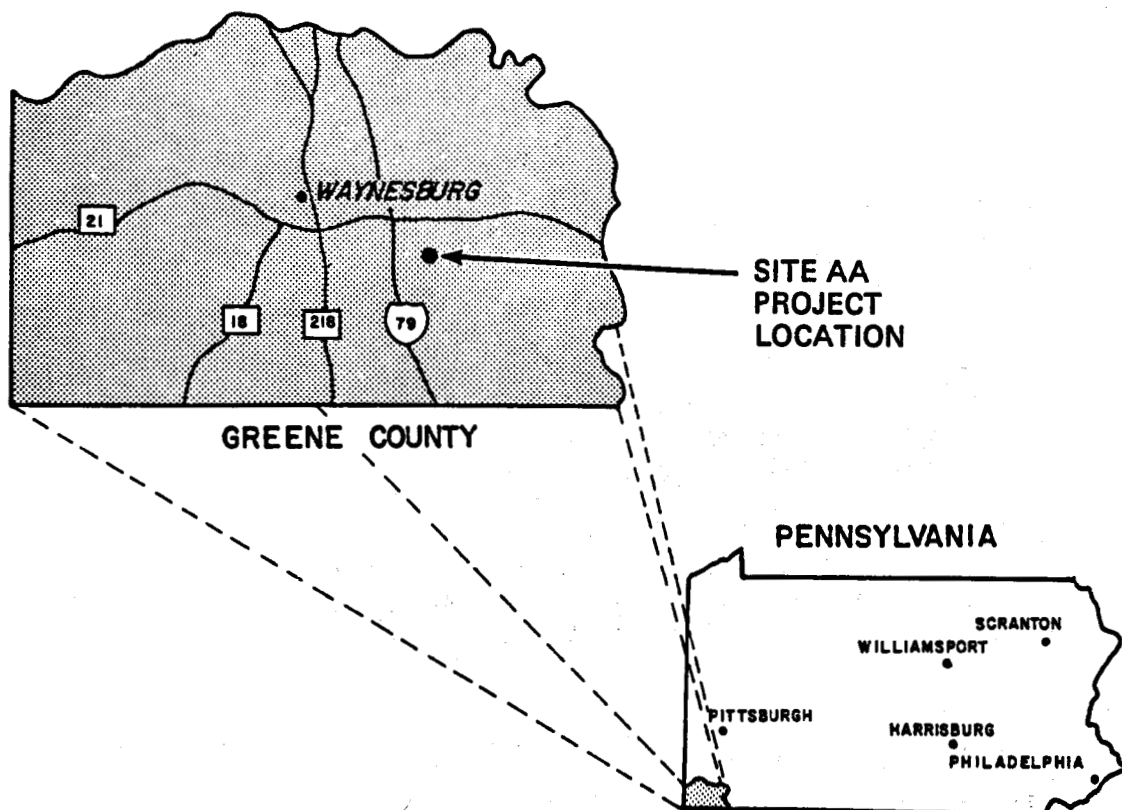 WAYNESBURG
21
18
218
79
SITE AA
PROJECT
LOCATION
GREENE COUNTY
PENNSYLVANIA
SCRANTON
WILLIAMSPORT
PITTSBURGH
HARRISBURG
PHILADELPHIA